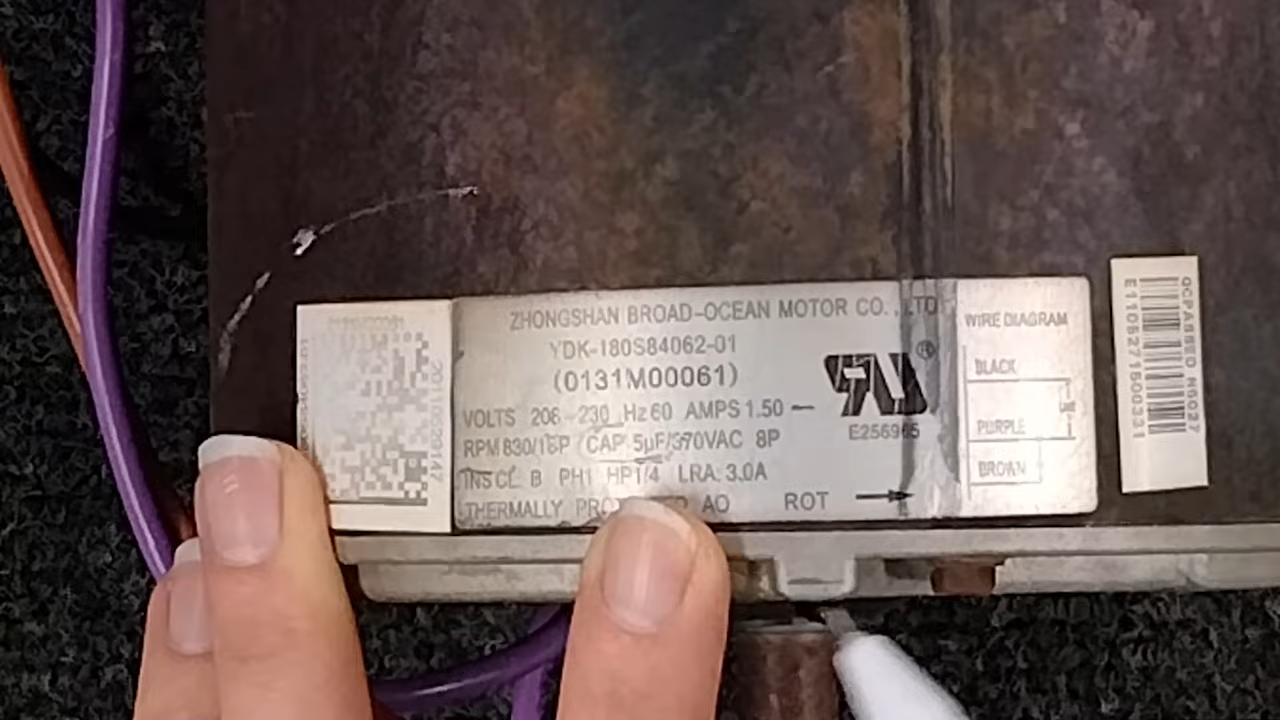 ZHONGSHAN BROAD-OCEAN MOTOR CO., LTD
YDK-180S84062-01
(0131M00061)
VOLTS 208-230 Hz 60 AMPS 1.50
RPM 830/1SP CAP 5µF/370VAC 8P
INS CL B PH1 HP1/4 LRA 3.0A
THERMALLY AO ROT
®
E256965
WIRE DIAGRAM
BLACK
PURPLE
BROWN
QCPASSED N0527